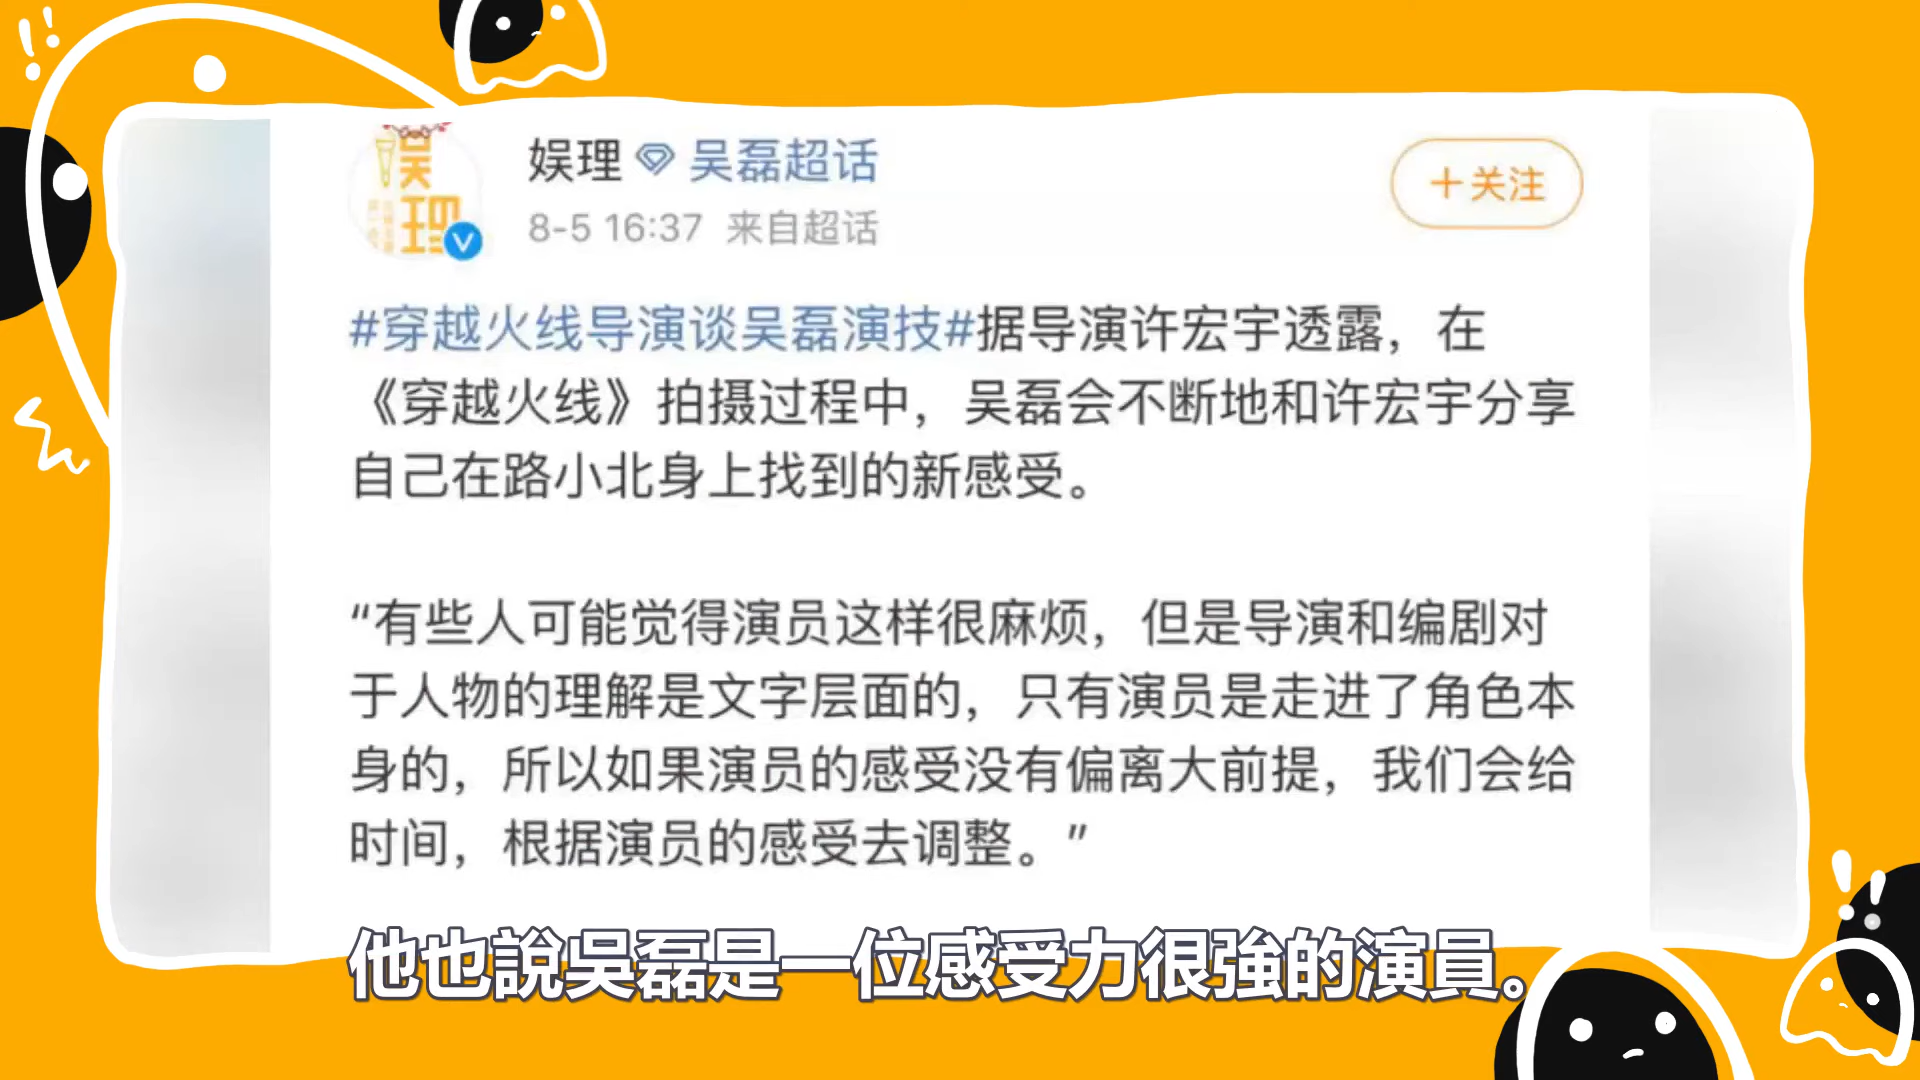 娱理 吴磊超话
8-5 16:37 来自超话
+关注
#穿越火线导演谈吴磊演技#据导演许宏宇透露，在
《穿越火线》拍摄过程中，吴磊会不断地和许宏宇分享
自己在路小北身上找到的新感受。
“有些人可能觉得演员这样很麻烦，但是导演和编剧对
于人物的理解是文字层面的，只有演员是走进了角色本
身的，所以如果演员的感受没有偏离大前提，我们会给
时间，根据演员的感受去调整。”
他也說吳磊是一位感受力很強的演員。